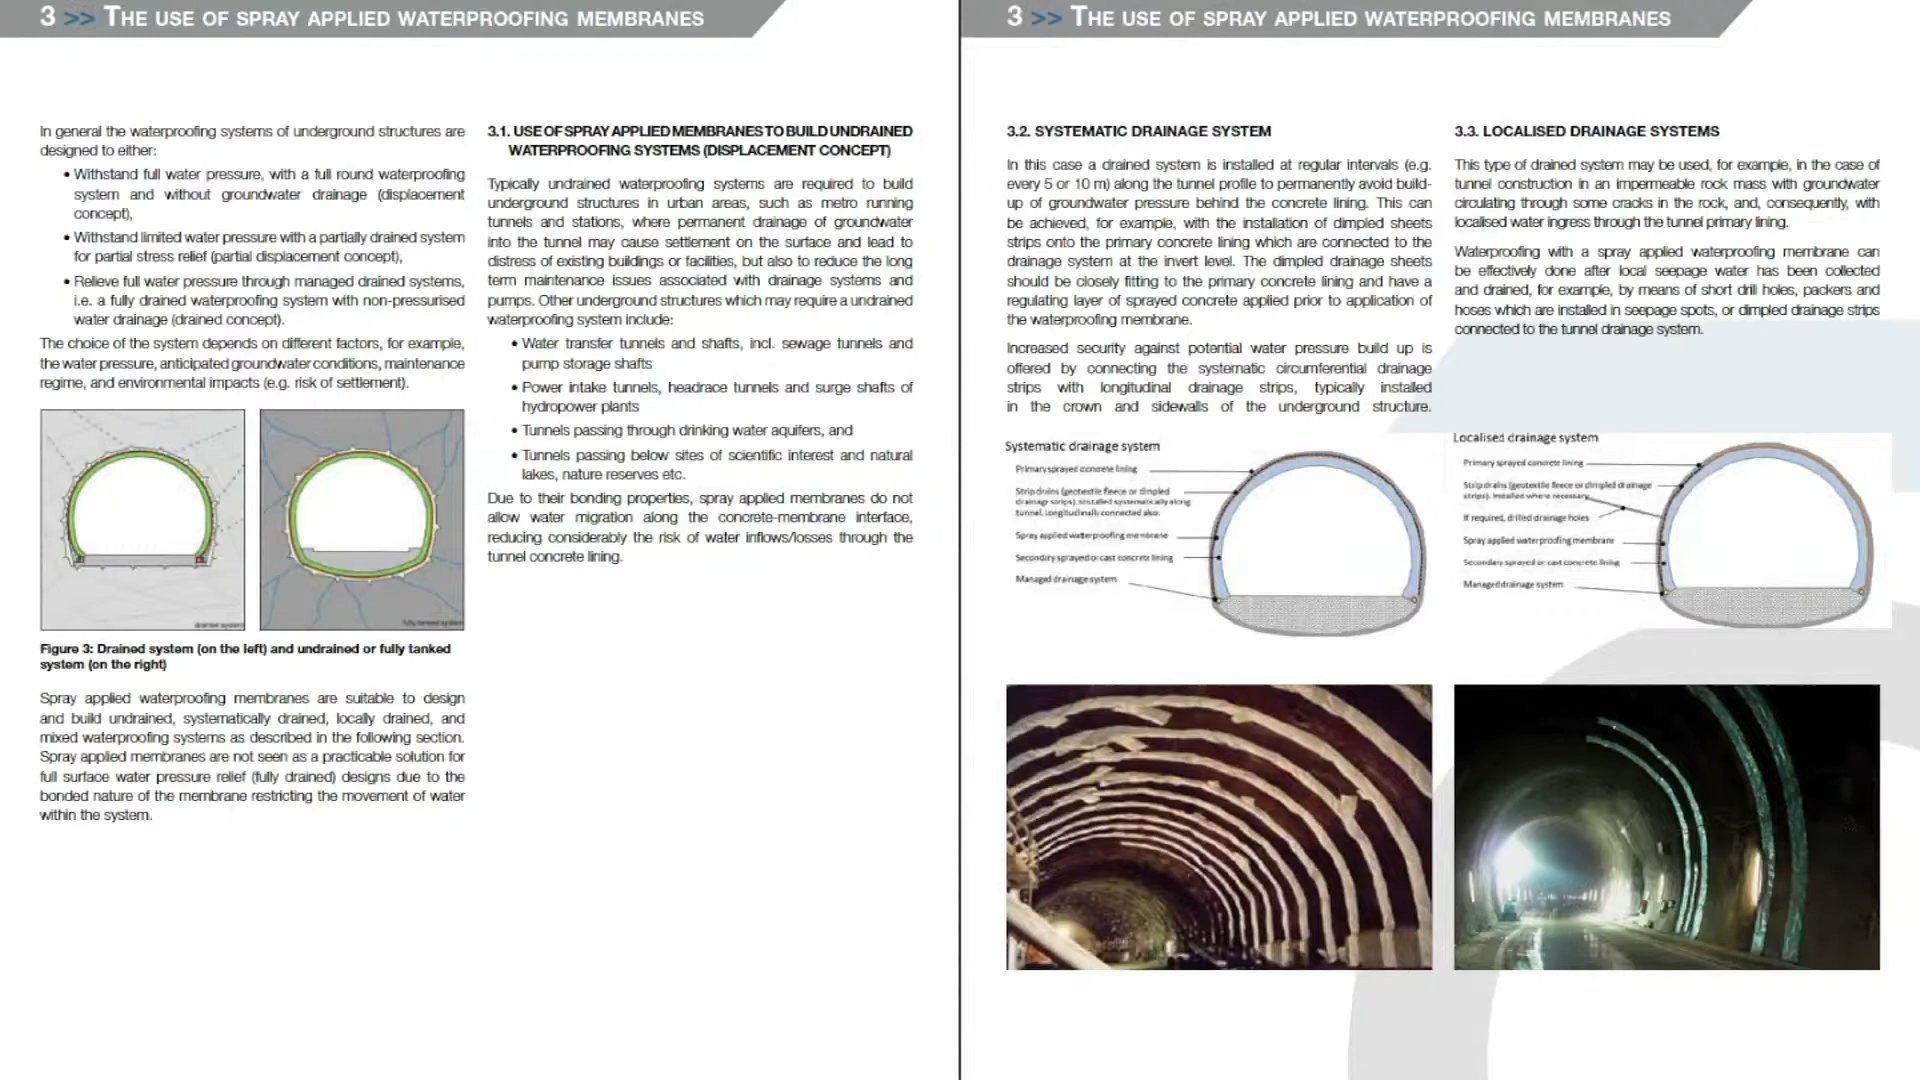 3 >> THE USE OF SPRAY APPLIED WATERPROOFING MEMBRANES
In general the waterproofing systems of underground structures are
designed to either:
• Withstand full water pressure, with a full round waterproofing
system and without groundwater drainage (displacement
concept),
• Withstand limited water pressure with a partially drained system
for partial stress relief (partial displacement concept),
• Relieve full water pressure through managed drained systems,
i.e. a fully drained waterproofing system with non-pressurised
water drainage (drained concept).
The choice of the system depends on different factors, for example,
the water pressure, anticipated groundwater conditions, maintenance
regime, and environmental impacts (e.g. risk of settlement).
drained system
fully tanked system
Figure 3: Drained system (on the left) and undrained or fully tanked
system (on the right)
Spray applied waterproofing membranes are suitable to design
and build undrained, systematically drained, locally drained, and
mixed waterproofing systems as described in the following section.
Spray applied membranes are not seen as a practicable solution for
full surface water pressure relief (fully drained) designs due to the
bonded nature of the membrane restricting the movement of water
within the system.
3.1. USE OF SPRAY APPLIED MEMBRANES TO BUILD UNDRAINED
WATERPROOFING SYSTEMS (DISPLACEMENT CONCEPT)
Typically undrained waterproofing systems are required to build
underground structures in urban areas, such as metro running
tunnels and stations, where permanent drainage of groundwater
into the tunnel may cause settlement on the surface and lead to
distress of existing buildings or facilities, but also to reduce the long
term maintenance issues associated with drainage systems and
pumps. Other underground structures which may require a undrained
waterproofing system include:
• Water transfer tunnels and shafts, incl. sewage tunnels and
pump storage shafts
• Power intake tunnels, headrace tunnels and surge shafts of
hydropower plants
• Tunnels passing through drinking water aquifers, and
• Tunnels passing below sites of scientific interest and natural
lakes, nature reserves etc.
Due to their bonding properties, spray applied membranes do not
allow water migration along the concrete-membrane interface,
reducing considerably the risk of water inflows/losses through the
tunnel concrete lining.
3 >> THE USE OF SPRAY APPLIED WATERPROOFING MEMBRANES
3.2. SYSTEMATIC DRAINAGE SYSTEM
In this case a drained system is installed at regular intervals (e.g.
every 5 or 10 m) along the tunnel profile to permanently avoid build-
up of groundwater pressure behind the concrete lining. This can
be achieved, for example, with the installation of dimpled sheets
strips onto the primary concrete lining which are connected to the
drainage system at the invert level. The dimpled drainage sheets
should be closely fitting to the primary concrete lining and have a
regulating layer of sprayed concrete applied prior to application of
the waterproofing membrane.
Increased security against potential water pressure build up is
offered by connecting the systematic circumferential drainage
strips with longitudinal drainage strips, typically installed
in the crown and sidewalls of the underground structure.
Systematic drainage system
Primary sprayed concrete lining
Strip drains (geotextile fleece or dimpled
drainage strips). Installed systematically along
tunnel. Longitudinally connected also.
Spray applied waterproofing membrane
Secondary sprayed or cast concrete lining
Managed drainage system
3.3. LOCALISED DRAINAGE SYSTEMS
This type of drained system may be used, for example, in the case of
tunnel construction in an impermeable rock mass with groundwater
circulating through some cracks in the rock, and, consequently, with
localised water ingress through the tunnel primary lining.
Waterproofing with a spray applied waterproofing membrane can
be effectively done after local seepage water has been collected
and drained, for example, by means of short drill holes, packers and
hoses which are installed in seepage spots, or dimpled drainage strips
connected to the tunnel drainage system.
Localised drainage system
Primary sprayed concrete lining
Strip drains (geotextile fleece or dimpled drainage
strips). Installed where necessary
If required, drilled drainage holes
Spray applied waterproofing membrane
Secondary sprayed or cast concrete lining
Managed drainage system